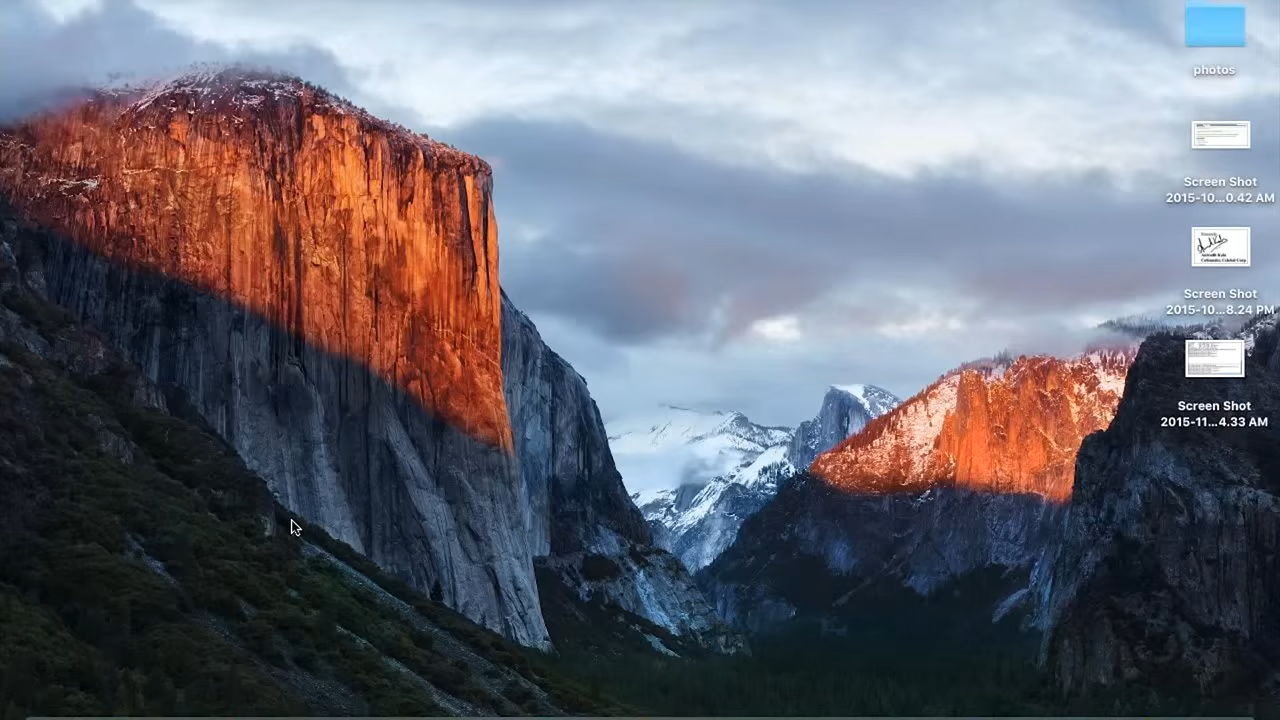 photos
Screen Shot
2015-10...0.42 AM
Screen Shot
2015-10...8.24 PM
Screen Shot
2015-11...4.33 AM